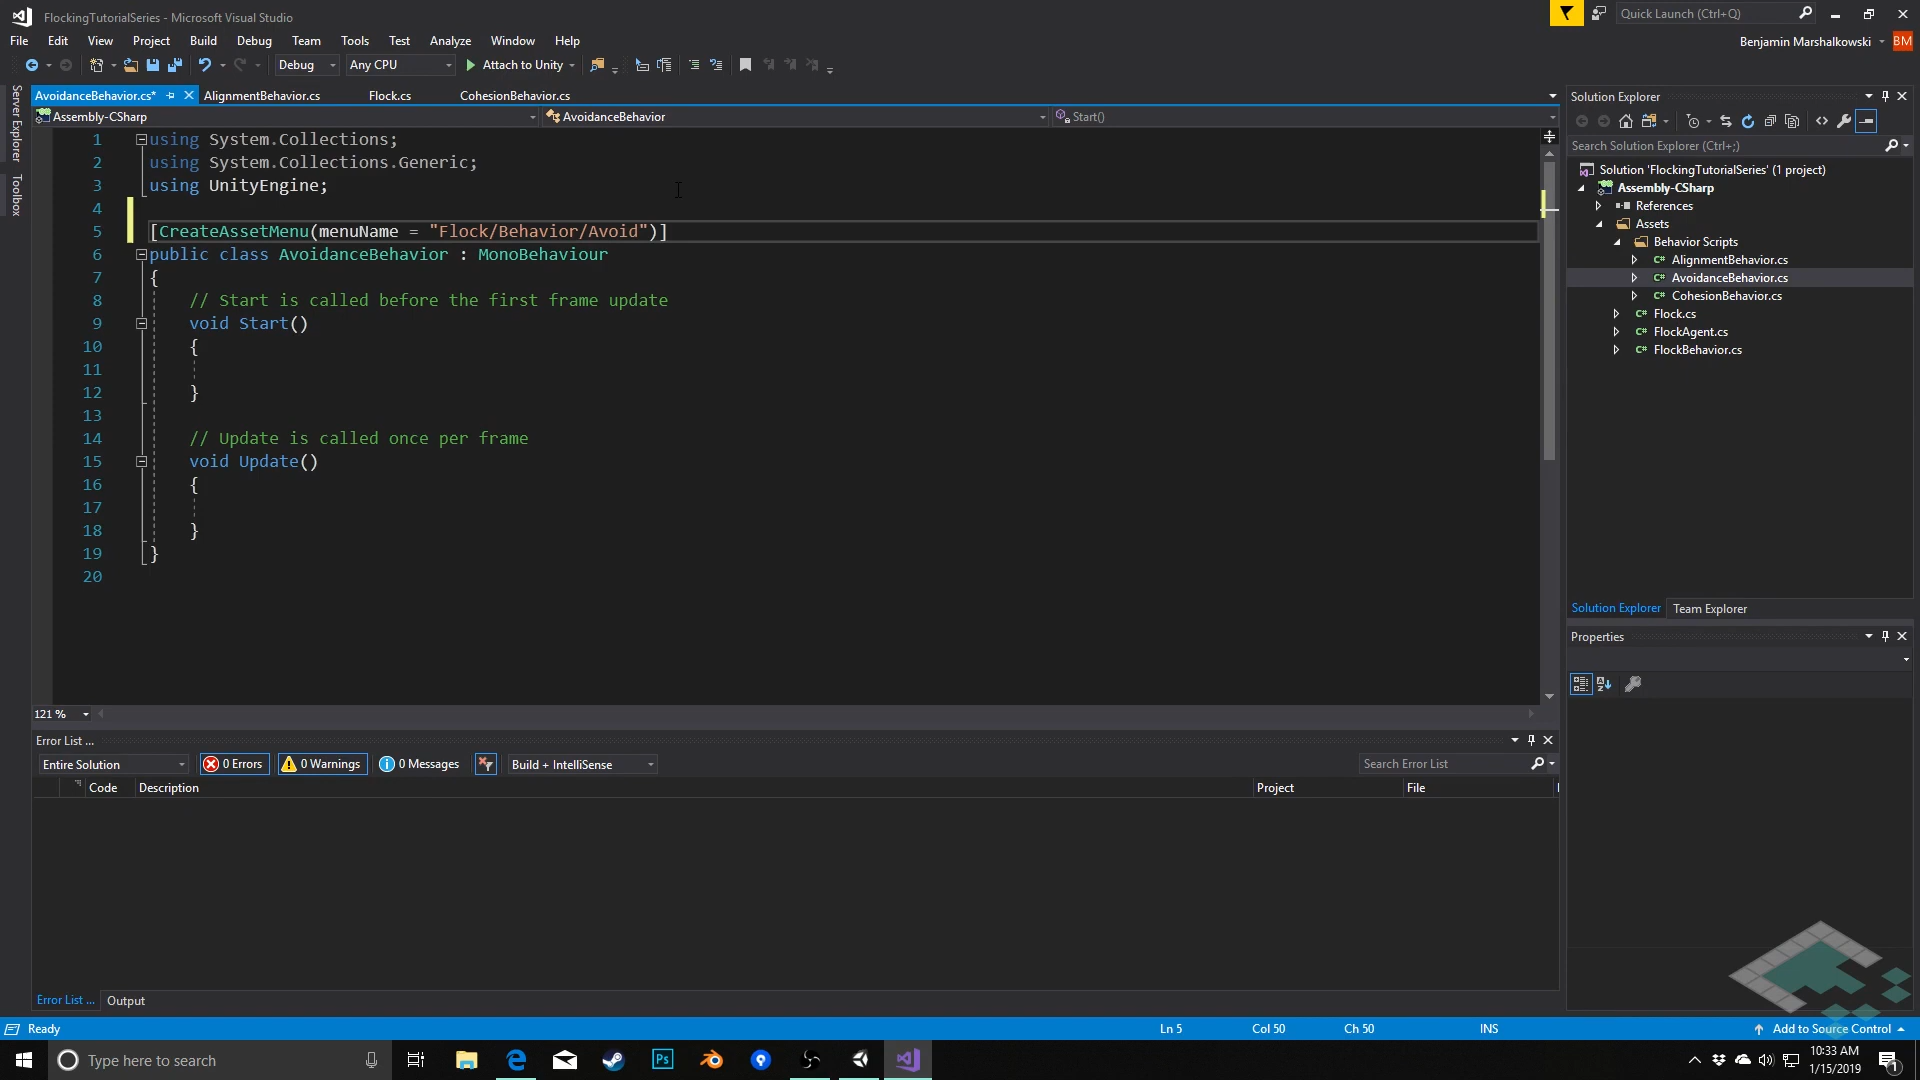 FlockingTutorialSeries - Microsoft Visual Studio
Quick Launch (Ctrl+Q)
File Edit View Project Build Debug Team Tools Test Analyze Window Help
Benjamin Marshalkowski BM
Debug Any CPU Attach to Unity
Server Explorer
Toolbox
AvoidanceBehavior.cs* AlignmentBehavior.cs Flock.cs CohesionBehavior.cs
Assembly-CSharp AvoidanceBehavior Start()
1 using System.Collections;
2 using System.Collections.Generic;
3 using UnityEngine;
4
5 [CreateAssetMenu(menuName = "Flock/Behavior/Avoid")]
6 public class AvoidanceBehavior : MonoBehaviour
7 {
8 // Start is called before the first frame update
9 void Start()
10 {
11
12 }
13
14 // Update is called once per frame
15 void Update()
16 {
17
18 }
19 }
20
121 %
Solution Explorer
Search Solution Explorer (Ctrl+;)
Solution 'FlockingTutorialSeries' (1 project)
Assembly-CSharp
References
Assets
Behavior Scripts
C# AlignmentBehavior.cs
C# AvoidanceBehavior.cs
C# CohesionBehavior.cs
C# Flock.cs
C# FlockAgent.cs
C# FlockBehavior.cs
Solution Explorer Team Explorer
Properties
Error List ...
Entire Solution 0 Errors 0 Warnings 0 Messages Build + IntelliSense Search Error List
Code Description Project File
Error List ... Output
Ready Ln 5 Col 50 Ch 50 INS Add to Source Control
Type here to search
Ps
10:33 AM
1/15/2019
1